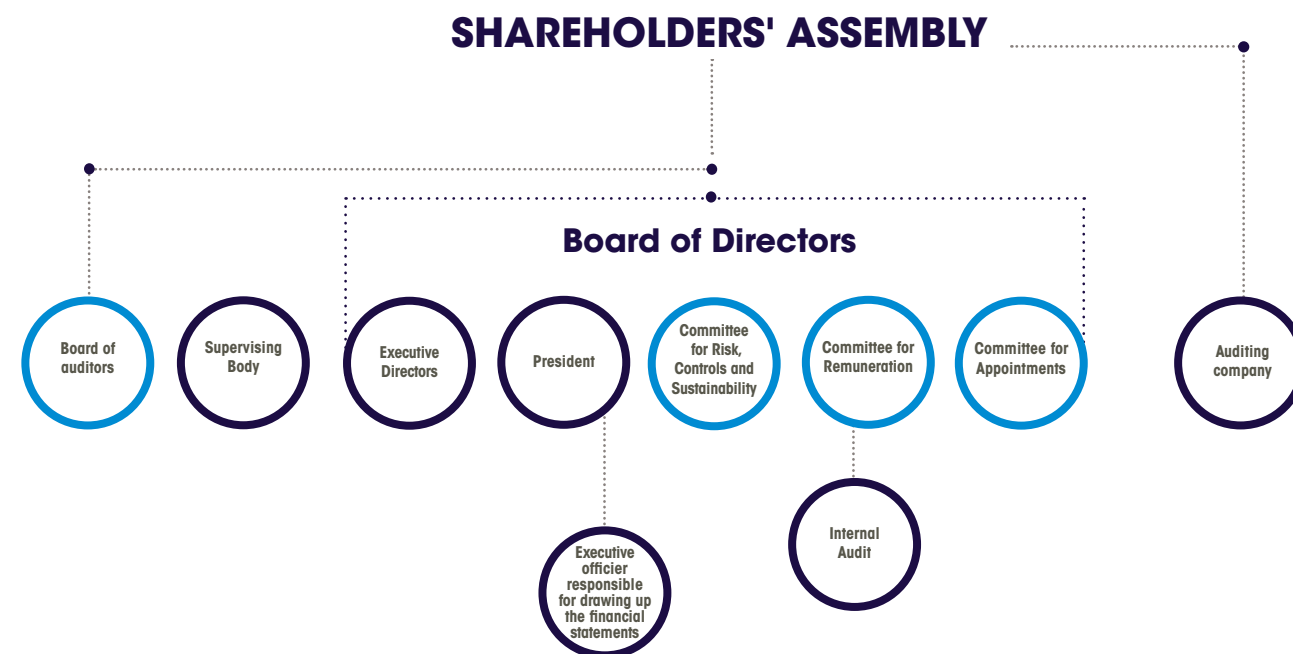 SHAREHOLDERS' ASSEMBLY
Board of Directors
Board of
auditors
Supervising
Body
Executive
Directors
President
Committee
for Risk,
Controls and
Sustainability
Committee for
Remuneration
Committee for
Appointments
Auditing
company
Executive
officier
responsible
for drawing up
the financial
statements
Internal
Audit